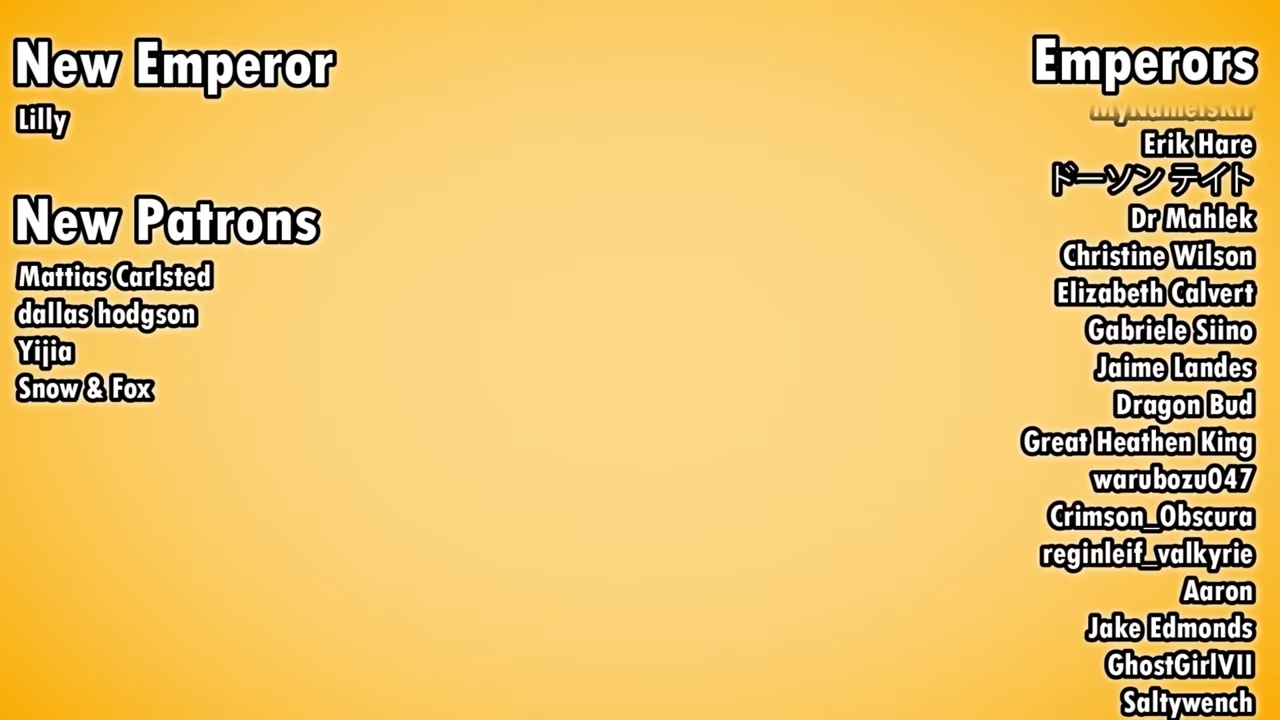 New Emperor
Lilly
New Patrons
Mattias Carlsted
dallas hodgson
Yijia
Snow & Fox
Emperors
Erik Hare
ドーソン テイト
Dr Mahlek
Christine Wilson
Elizabeth Calvert
Gabriele Siino
Jaime Landes
Dragon Bud
Great Heathen King
warubozu047
Crimson_Obscura
reginleif_valkyrie
Aaron
Jake Edmonds
GhostGirlVII
Saltywench